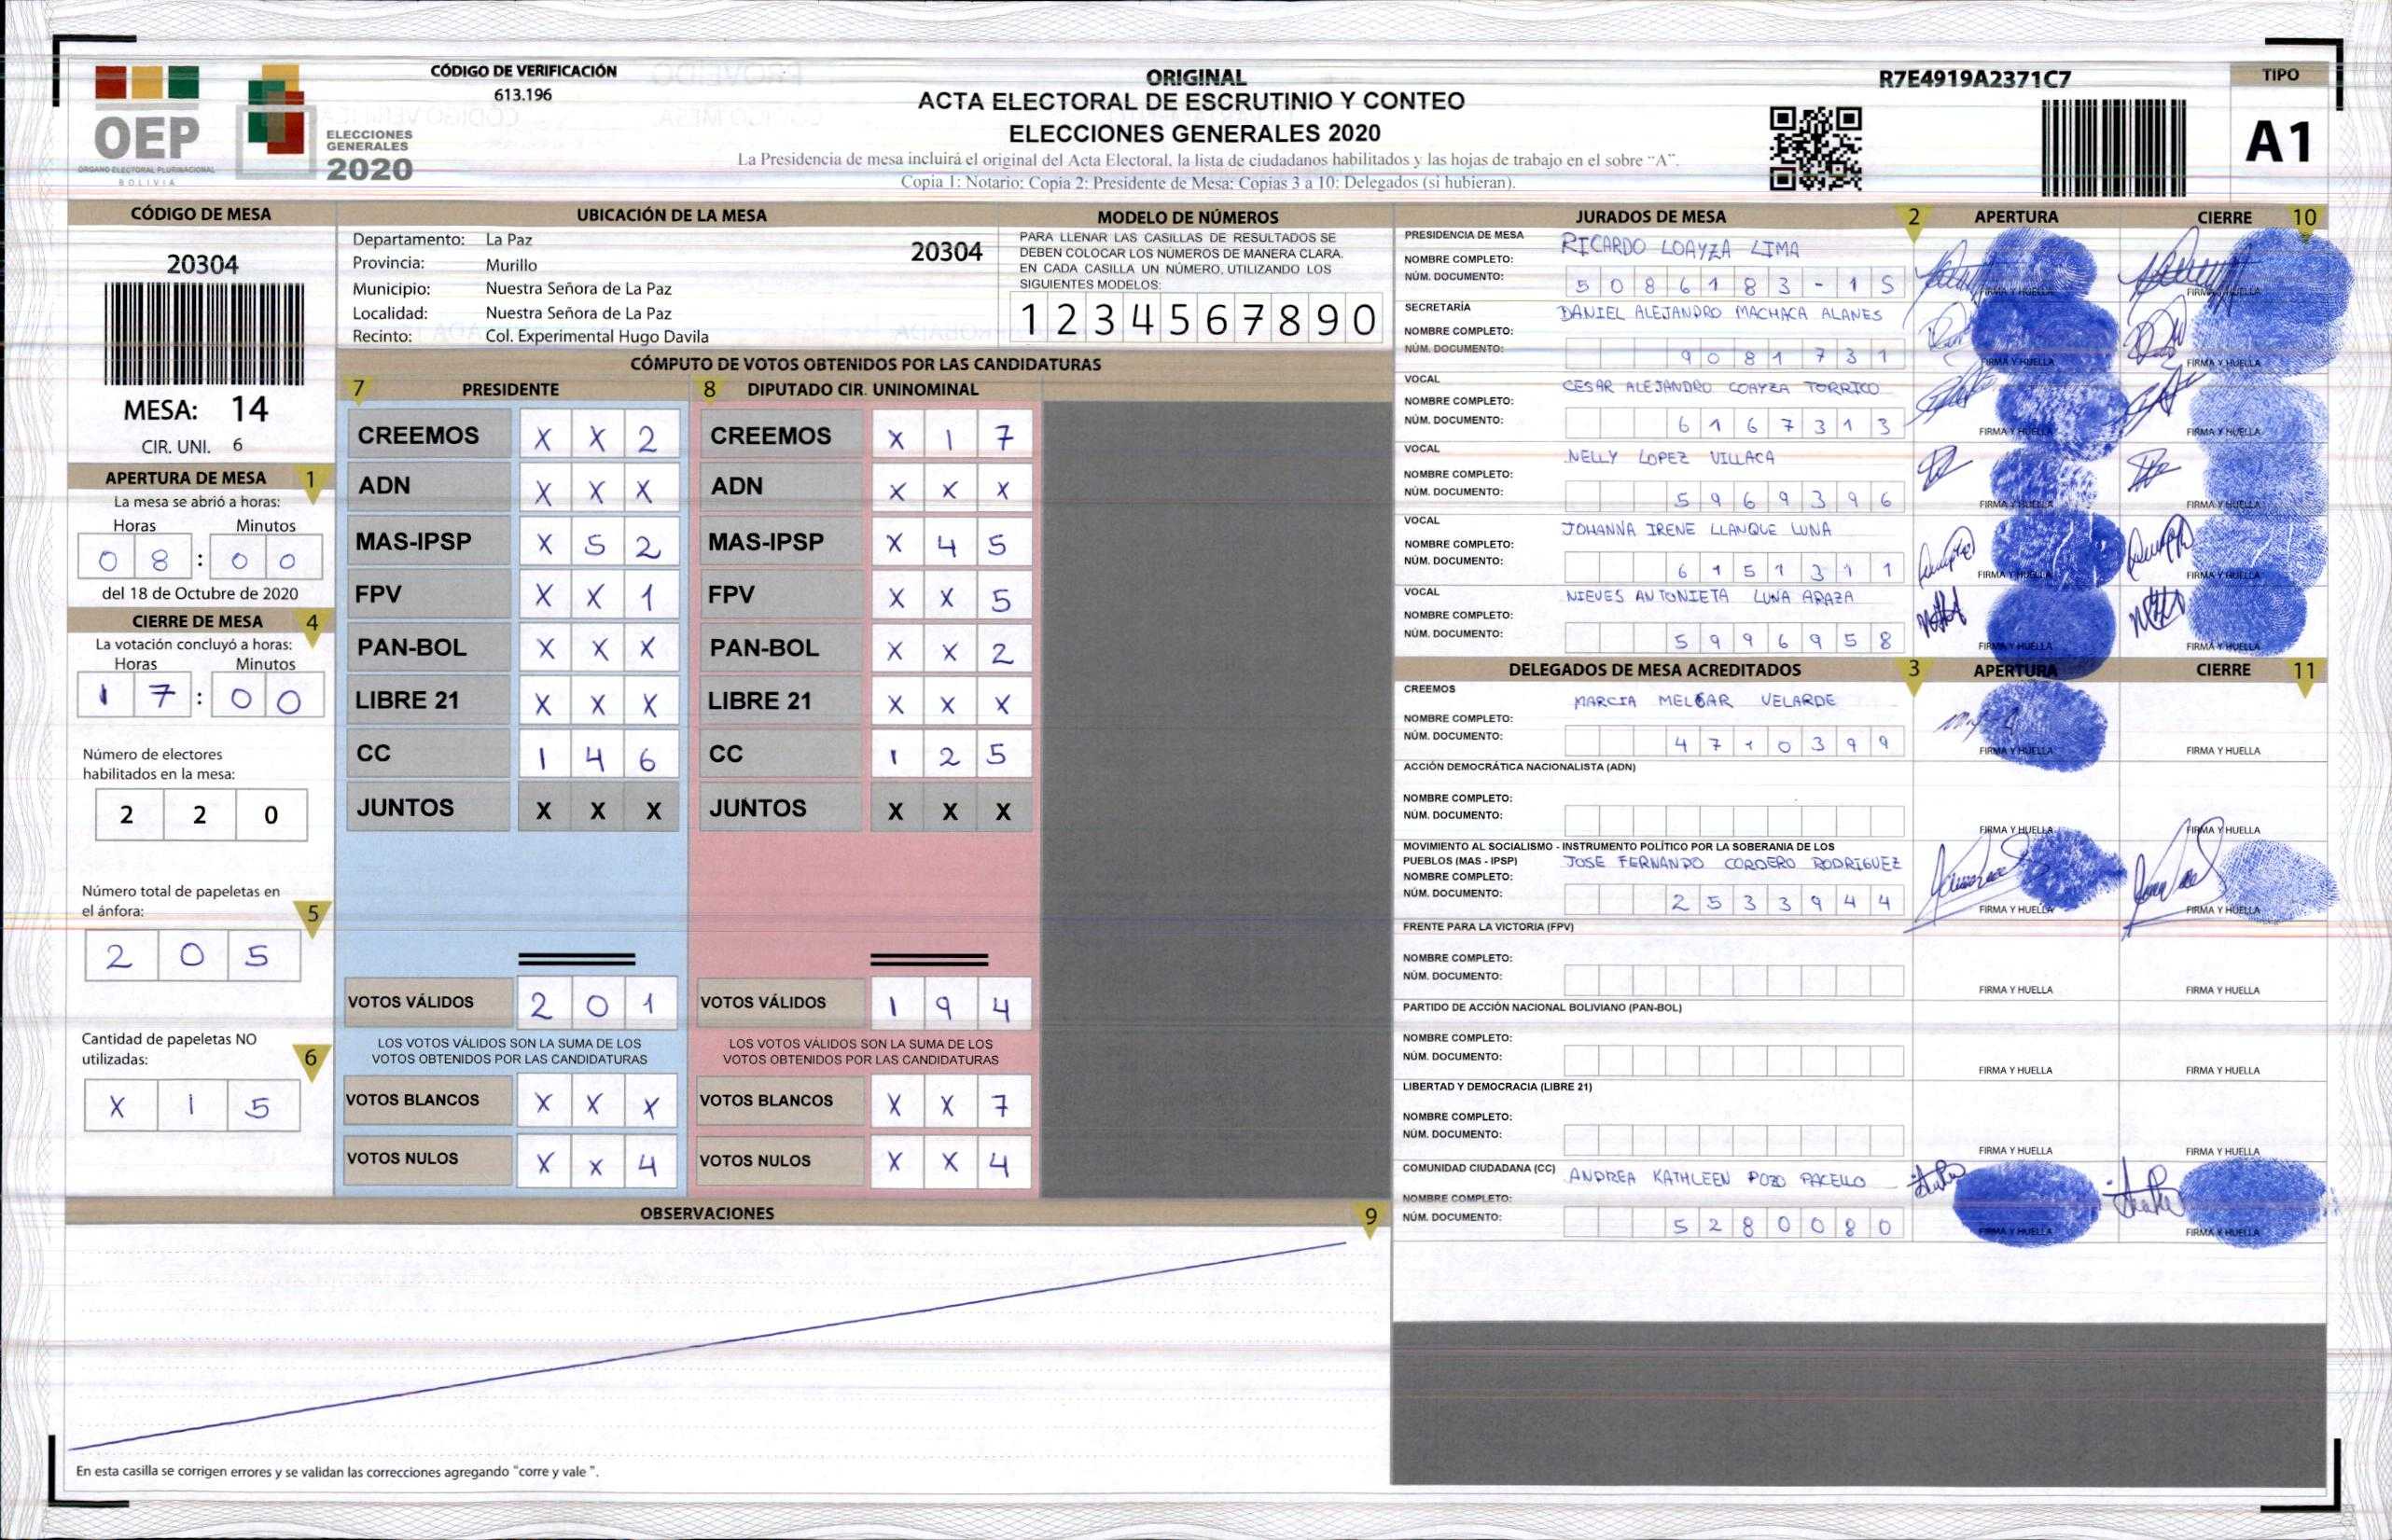 OEP
ÓRGANO ELECTORAL PLURINACIONAL
BOLIVIA
ELECCIONES
GENERALES
2020
CÓDIGO DE VERIFICACIÓN
613.196
ORIGINAL
ACTA ELECTORAL DE ESCRUTINIO Y CONTEO
ELECCIONES GENERALES 2020
La Presidencia de mesa incluirá el original del Acta Electoral, la lista de ciudadanos habilitados y las hojas de trabajo en el sobre “A”.
Copia 1: Notario; Copia 2: Presidente de Mesa; Copias 3 a 10: Delegados (si hubieran).
R7E4919A2371C7
TIPO
A1
CÓDIGO DE MESA
20304
MESA: 14
CIR. UNI. 6
APERTURA DE MESA 1
La mesa se abrió a horas:
Horas Minutos
0 8 : 0 0
del 18 de Octubre de 2020
CIERRE DE MESA 4
La votación concluyó a horas:
Horas Minutos
1 7 : 0 0
Número de electores
habilitados en la mesa:
2 2 0
Número total de papeletas en
el ánfora: 5
2 0 5
Cantidad de papeletas NO
utilizadas: 6
X 1 5
UBICACIÓN DE LA MESA
Departamento: La Paz 20304
Provincia: Murillo
Municipio: Nuestra Señora de La Paz
Localidad: Nuestra Señora de La Paz
Recinto: Col. Experimental Hugo Davila
MODELO DE NÚMEROS
PARA LLENAR LAS CASILLAS DE RESULTADOS SE
DEBEN COLOCAR LOS NÚMEROS DE MANERA CLARA.
EN CADA CASILLA UN NÚMERO, UTILIZANDO LOS
SIGUIENTES MODELOS:
1 2 3 4 5 6 7 8 9 0
CÓMPUTO DE VOTOS OBTENIDOS POR LAS CANDIDATURAS
7 PRESIDENTE
CREEMOS X X 2
ADN X X X
MAS-IPSP X 5 2
FPV X X 1
PAN-BOL X X X
LIBRE 21 X X X
CC 1 4 6
JUNTOS X X X
VOTOS VÁLIDOS 2 0 1
LOS VOTOS VÁLIDOS SON LA SUMA DE LOS
VOTOS OBTENIDOS POR LAS CANDIDATURAS
VOTOS BLANCOS X X X
VOTOS NULOS X X 4
8 DIPUTADO CIR. UNINOMINAL
CREEMOS X 1 7
ADN X X X
MAS-IPSP X 4 5
FPV X X 5
PAN-BOL X X 2
LIBRE 21 X X X
CC 1 2 5
JUNTOS X X X
VOTOS VÁLIDOS 1 9 4
LOS VOTOS VÁLIDOS SON LA SUMA DE LOS
VOTOS OBTENIDOS POR LAS CANDIDATURAS
VOTOS BLANCOS X X 7
VOTOS NULOS X X 4
OBSERVACIONES 9
En esta casilla se corrigen errores y se validan las correcciones agregando “corre y vale ”.
JURADOS DE MESA 2 APERTURA CIERRE 10
PRESIDENCIA DE MESA
NOMBRE COMPLETO: RICARDO LOAYZA LIMA
NÚM. DOCUMENTO: 5 0 8 6 1 8 3 - 1 S
FIRMA Y HUELLA FIRMA Y HUELLA
SECRETARÍA
NOMBRE COMPLETO: DANIEL ALEJANDRO MACHACA ALANES
NÚM. DOCUMENTO: 9 0 8 1 7 3 1
FIRMA Y HUELLA FIRMA Y HUELLA
VOCAL
NOMBRE COMPLETO: CESAR ALEJANDRO LOAYZA TORRICO
NÚM. DOCUMENTO: 6 1 6 7 3 1 3
FIRMA Y HUELLA FIRMA Y HUELLA
VOCAL
NOMBRE COMPLETO: NELLY LOPEZ VILLACA
NÚM. DOCUMENTO: 5 9 6 9 3 9 6
FIRMA Y HUELLA FIRMA Y HUELLA
VOCAL
NOMBRE COMPLETO: JOHANNA IRENE LLANQUE LUNA
NÚM. DOCUMENTO: 6 1 5 1 3 1 1
FIRMA Y HUELLA FIRMA Y HUELLA
VOCAL
NOMBRE COMPLETO: NIEVES ANTONIETA LUNA ARAZA
NÚM. DOCUMENTO: 5 9 9 6 9 5 8
FIRMA Y HUELLA FIRMA Y HUELLA
DELEGADOS DE MESA ACREDITADOS 3 APERTURA CIERRE 11
CREEMOS
NOMBRE COMPLETO: MARCIA MELGAR VELARDE
NÚM. DOCUMENTO: 4 7 1 0 3 9 9
FIRMA Y HUELLA FIRMA Y HUELLA
ACCIÓN DEMOCRÁTICA NACIONALISTA (ADN)
NOMBRE COMPLETO:
NÚM. DOCUMENTO:
FIRMA Y HUELLA FIRMA Y HUELLA
MOVIMIENTO AL SOCIALISMO - INSTRUMENTO POLÍTICO POR LA SOBERANIA DE LOS
PUEBLOS (MAS - IPSP) JOSE FERNANDO CORDERO RODRIGUEZ
NOMBRE COMPLETO:
NÚM. DOCUMENTO: 2 5 3 3 9 4 4
FIRMA Y HUELLA FIRMA Y HUELLA
FRENTE PARA LA VICTORIA (FPV)
NOMBRE COMPLETO:
NÚM. DOCUMENTO:
FIRMA Y HUELLA FIRMA Y HUELLA
PARTIDO DE ACCIÓN NACIONAL BOLIVIANO (PAN-BOL)
NOMBRE COMPLETO:
NÚM. DOCUMENTO:
FIRMA Y HUELLA FIRMA Y HUELLA
LIBERTAD Y DEMOCRACIA (LIBRE 21)
NOMBRE COMPLETO:
NÚM. DOCUMENTO:
FIRMA Y HUELLA FIRMA Y HUELLA
COMUNIDAD CIUDADANA (CC) ANDREA KATHLEEN POZO
NOMBRE COMPLETO:
NÚM. DOCUMENTO: 5 2 8 0 0 8 0
FIRMA Y HUELLA FIRMA Y HUELLA